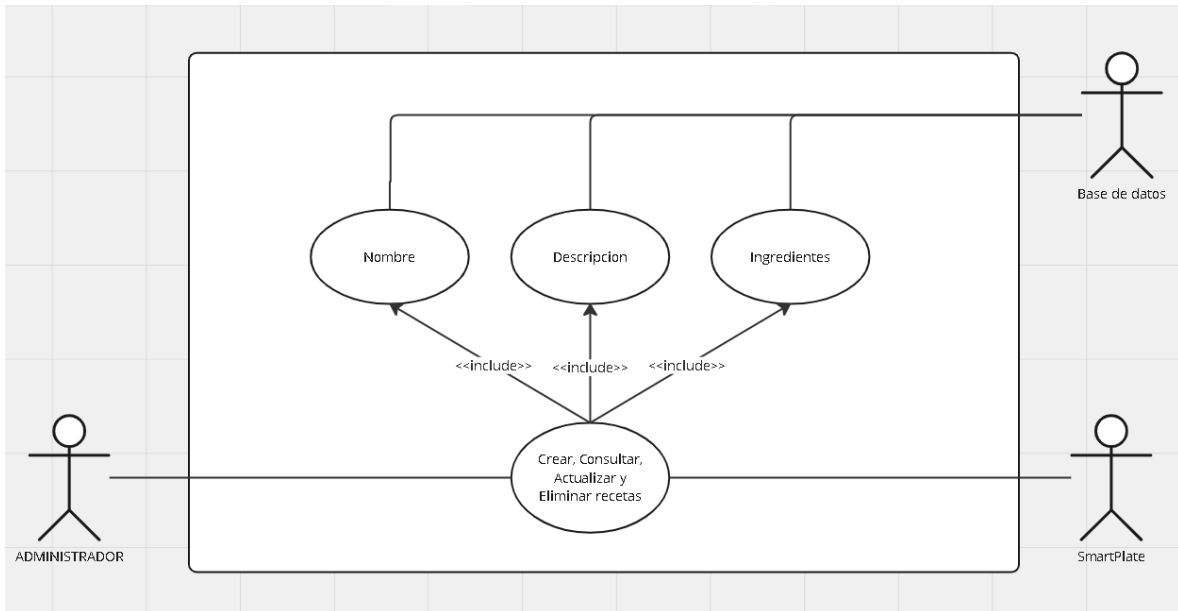 Base de datos
Nombre
Descripcion
Ingredientes
<<include>>
<<include>>
<<include>>
Crear, Consultar,
Actualizar y
Eliminar recetas
ADMINISTRADOR
SmartPlate